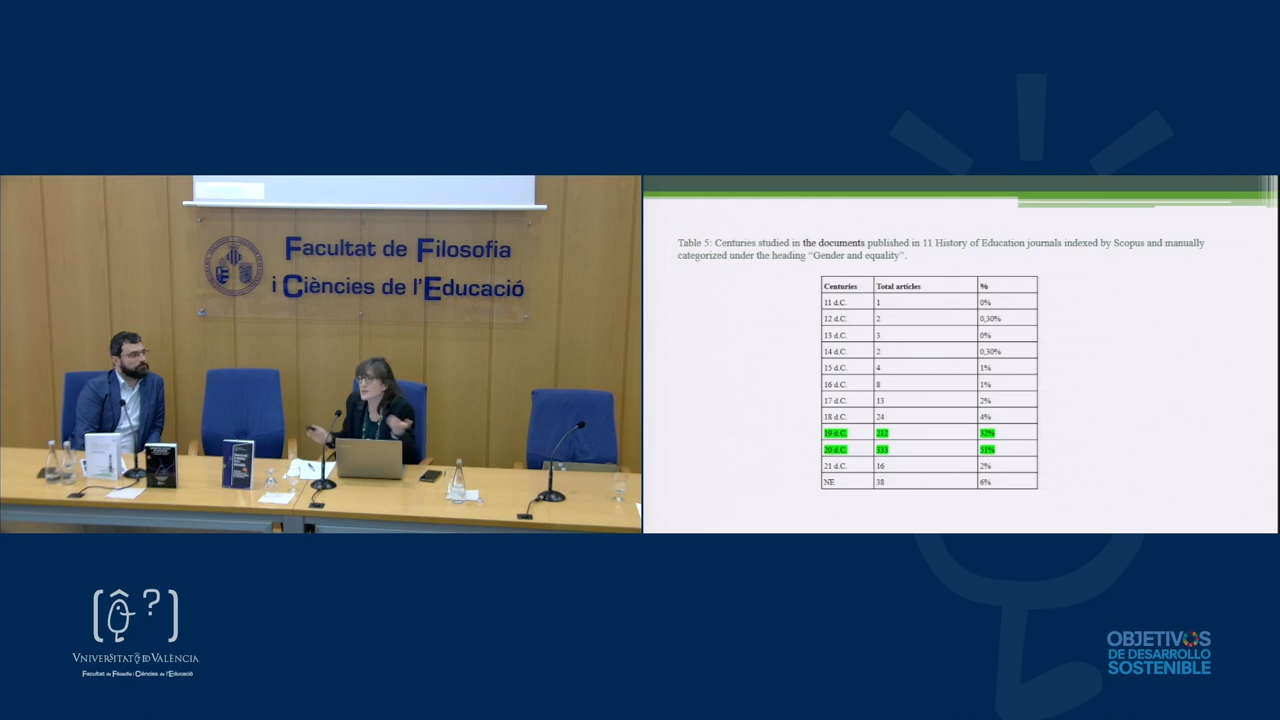 Facultat de Filosofia
i Ciències de l'Educació
Table 5: Centuries studied in the documents published in 11 History of Education journals indexed by Scopus and manually
categorized under the heading “Gender and equality”.
Centuries Total articles %
11 d.C. 1 0%
12 d.C. 2 0,30%
13 d.C. 3 0%
14 d.C. 2 0,30%
15 d.C. 4 1%
16 d.C. 8 1%
17 d.C. 13 2%
18 d.C. 24 4%
19 d.C. 212 32%
20 d.C. 333 51%
21 d.C. 16 2%
NE 38 6%
[?]
VNIVERSITATQDVALÈNCIA
Facultat de Filosofia i Ciències de l'Educació
OBJETIVOS
DE DESARROLLO
SOSTENIBLE